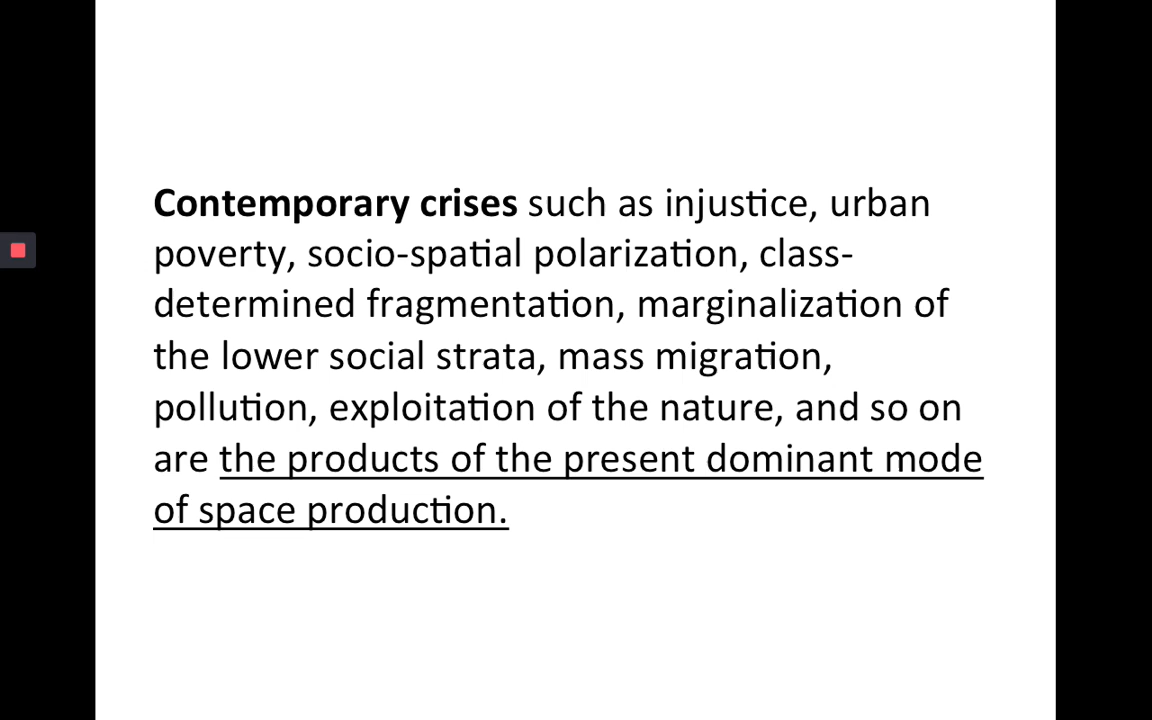 Contemporary crises such as injustice, urban
poverty, socio-spatial polarization, class-
determined fragmentation, marginalization of
the lower social strata, mass migration,
pollution, exploitation of the nature, and so on
are the products of the present dominant mode
of space production.